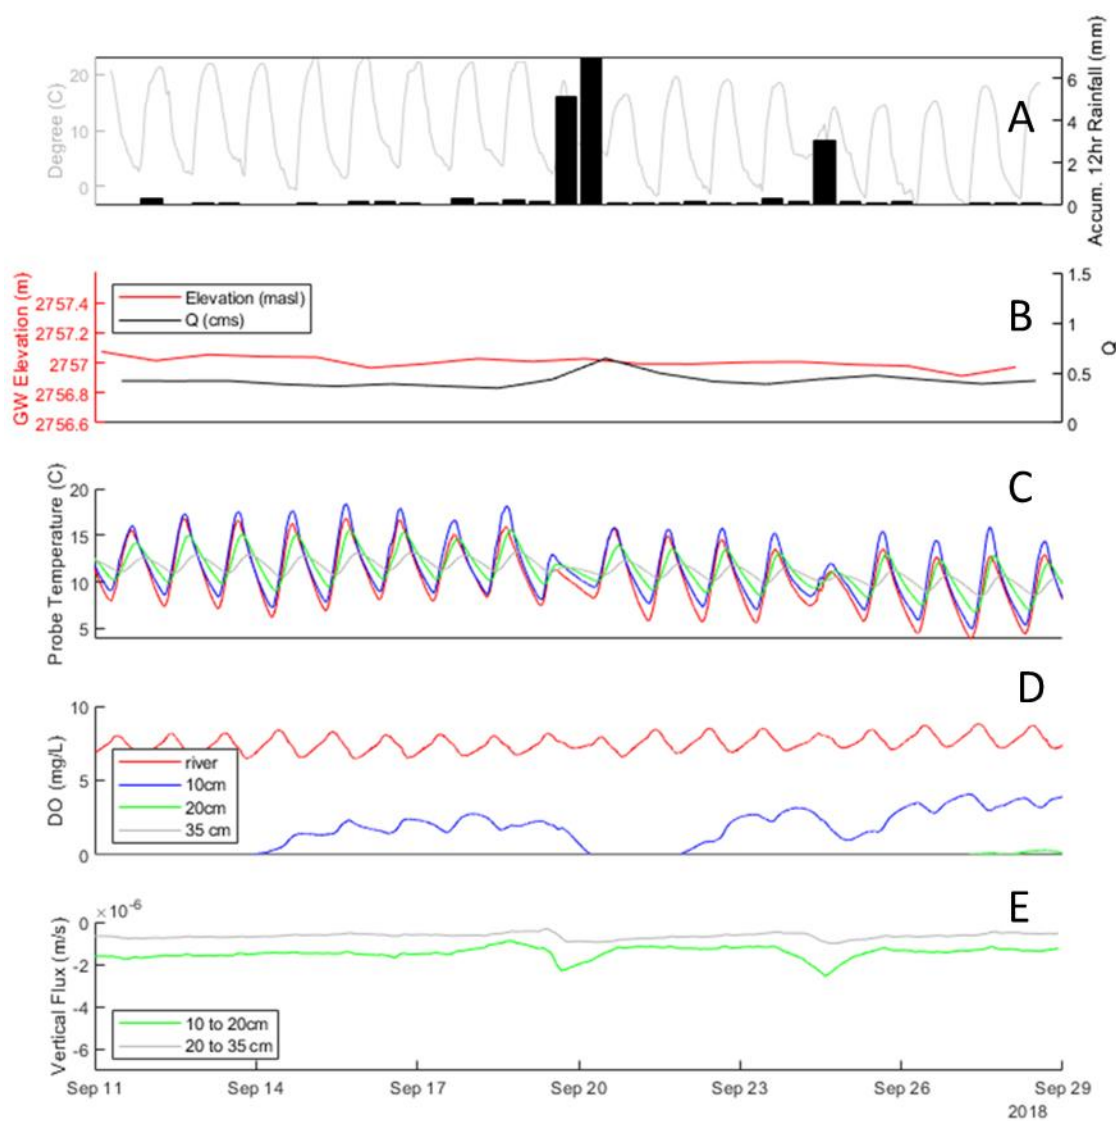 A
Degree (C)
20
10
0
6
4
2
0
Accum. 12hr Rainfall (mm)
B
GW Elevation (m)
2757.4
2757.2
2757
2756.8
2756.6
Elevation (masl)
Q (cms)
1.5
1
0.5
0
Q
C
Probe Temperature (C)
20
15
10
5
D
DO (mg/L)
10
5
0
river
10cm
20cm
35 cm
E
×10-6
Vertical Flux (m/s)
0
-2
-4
-6
10 to 20cm
20 to 35 cm
Sep 11 Sep 14 Sep 17 Sep 20 Sep 23 Sep 26 Sep 29
2018